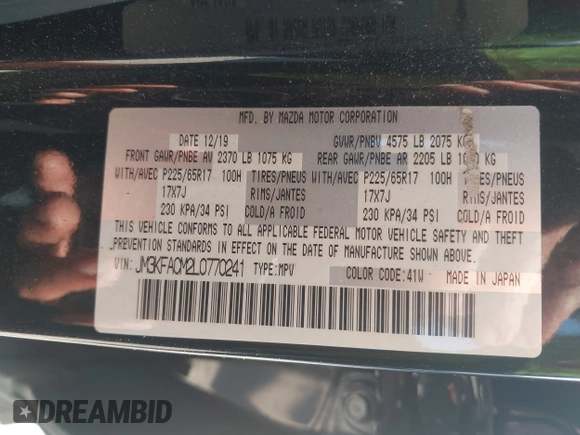 MFD. BY MAZDA MOTOR CORPORATION
DATE 12/19 GVWR/PNBV 4575 LB 2075 KG
FRONT GAWR/PNBE AV 2370 LB 1075 KG REAR GAWR/PNBE AR 2205 LB KG
WITH/AVEC P225/65R17 100H TIRES/PNEUS WITH/AVEC P225/65R17 100H TIRES/PNEUS
17X7J RIMS/JANTES 17X7J RIMS/JANTES
230 KPA/34 PSI COLD/A FROID 230 KPA/34 PSI COLD/A FROID
THIS VEHICLE CONFORMS TO ALL APPLICABLE FEDERAL MOTOR VEHICLE SAFETY AND THEFT
PREVENTION STANDARDS IN EFFECT ON THE DATE OF MANUFACTURE SHOWN ABOVE.
VIN: JM3KFACM2L0770241 TYPE:MPV COLOR CODE:41W MADE IN JAPAN
DREAMBID